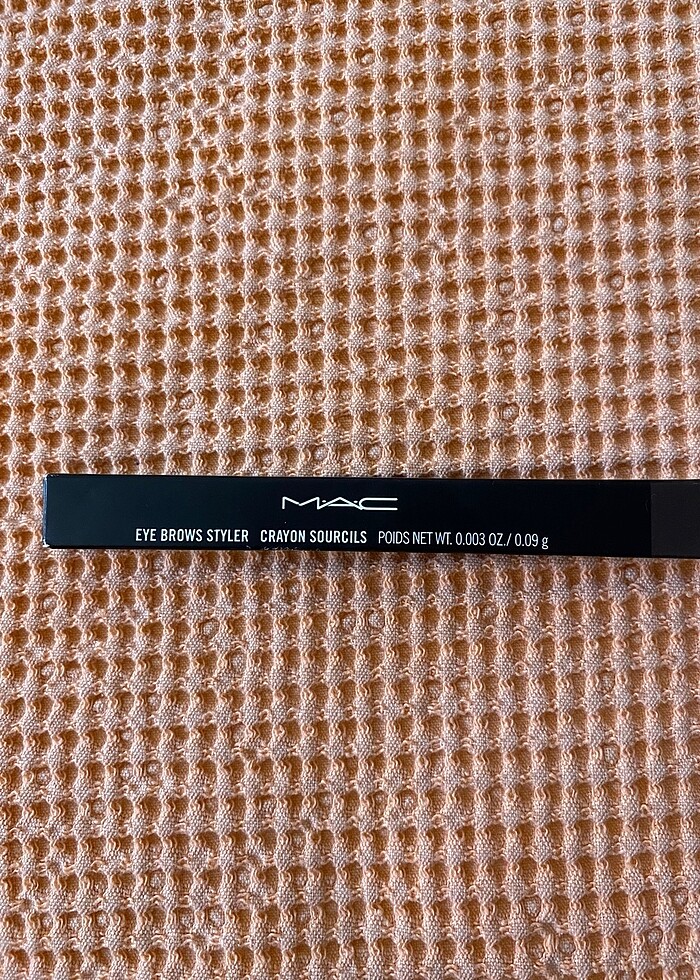 M·A·C
EYE BROWS STYLER CRAYON SOURCILS POIDS NET WT. 0.003 OZ./ 0.09 g